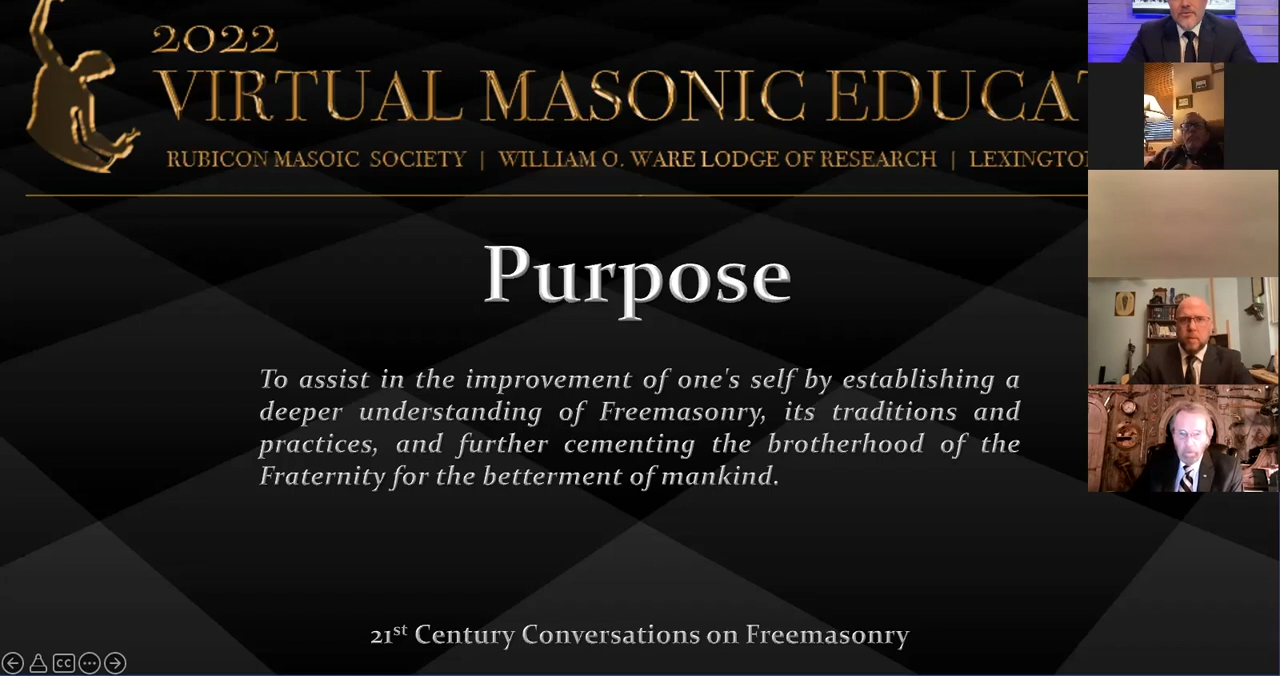 2022
VIRTUAL MASONIC EDUCAT
RUBICON MASOIC SOCIETY | WILLIAM O. WARE LODGE OF RESEARCH | LEXINGTO
Purpose
To assist in the improvement of one's self by establishing a
deeper understanding of Freemasonry, its traditions and
practices, and further cementing the brotherhood of the
Fraternity for the betterment of mankind.
21st Century Conversations on Freemasonry
CC